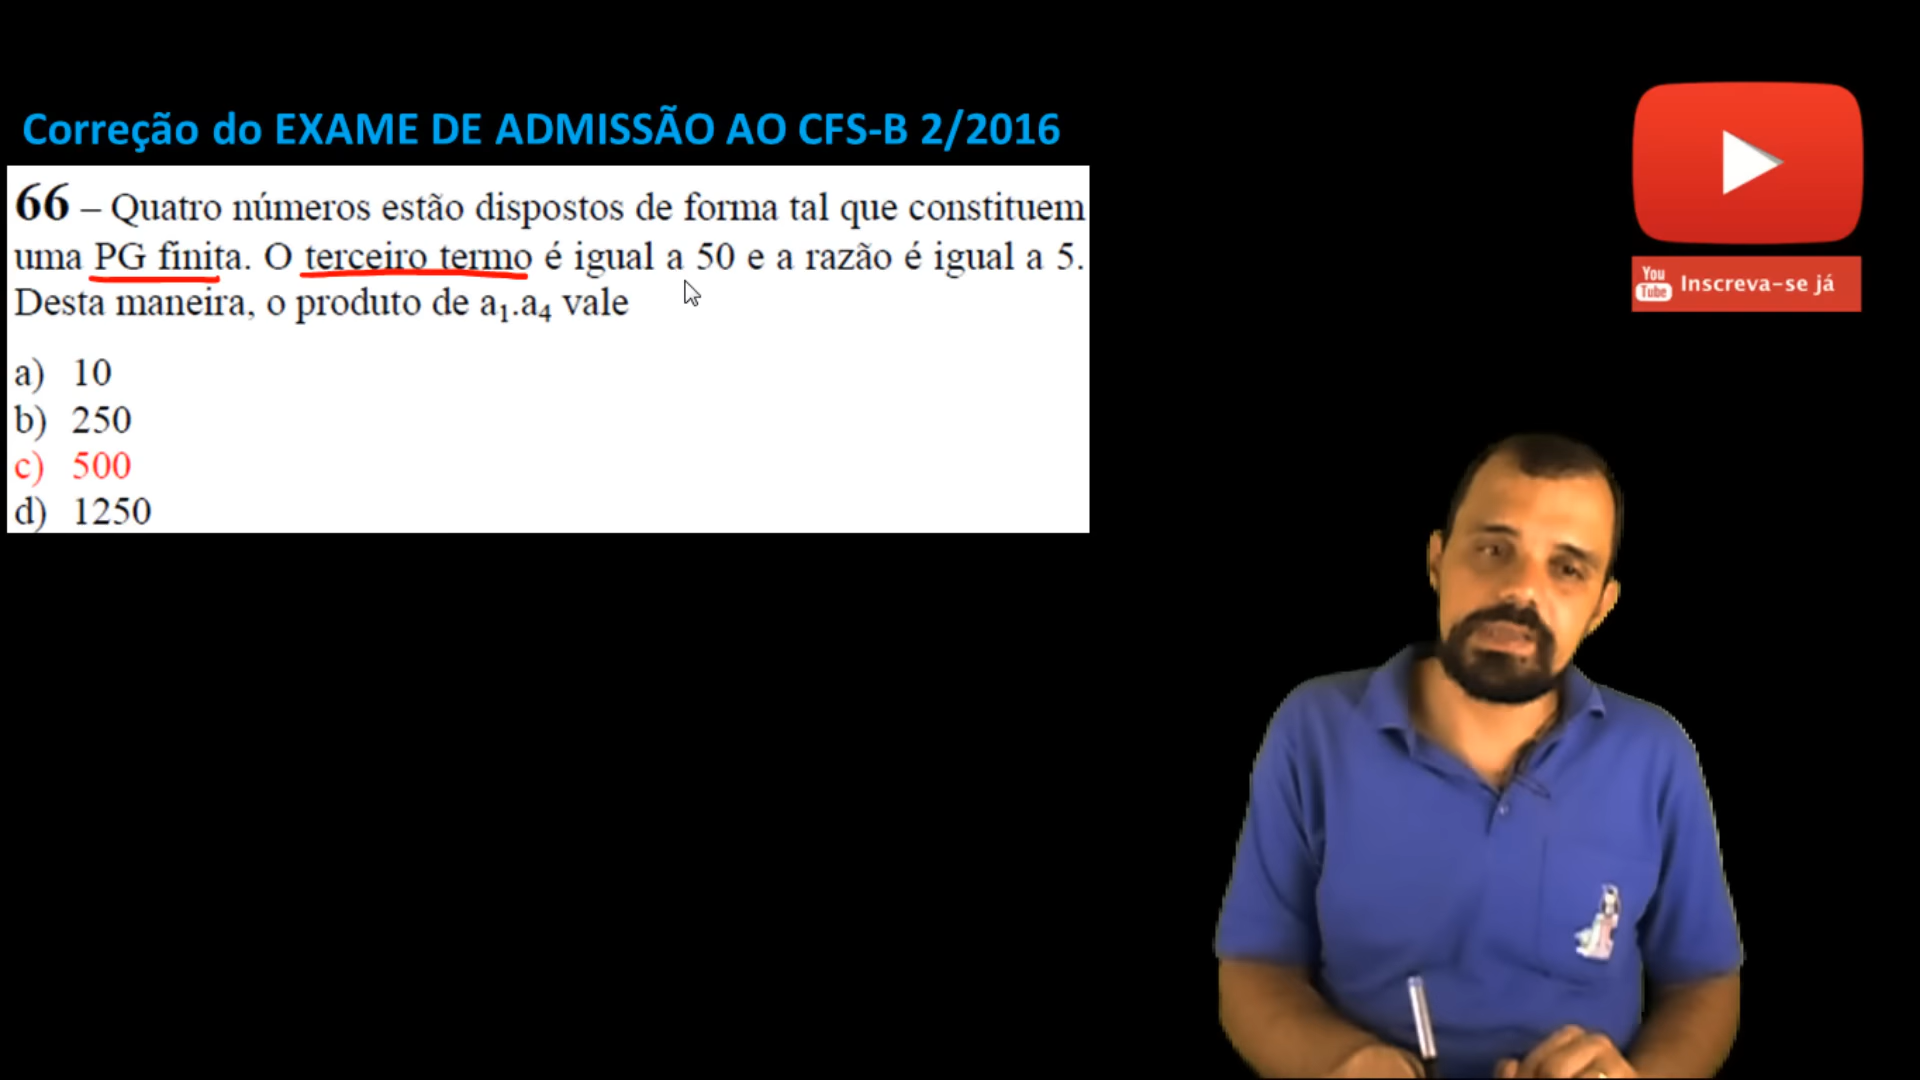 Correção do EXAME DE ADMISSÃO AO CFS-B 2/2016
66 – Quatro números estão dispostos de forma tal que constituem
uma PG finita. O terceiro termo é igual a 50 e a razão é igual a 5.
Desta maneira, o produto de a₁.a₄ vale
a) 10
b) 250
c) 500
d) 1250
You
Tube
Inscreva-se já